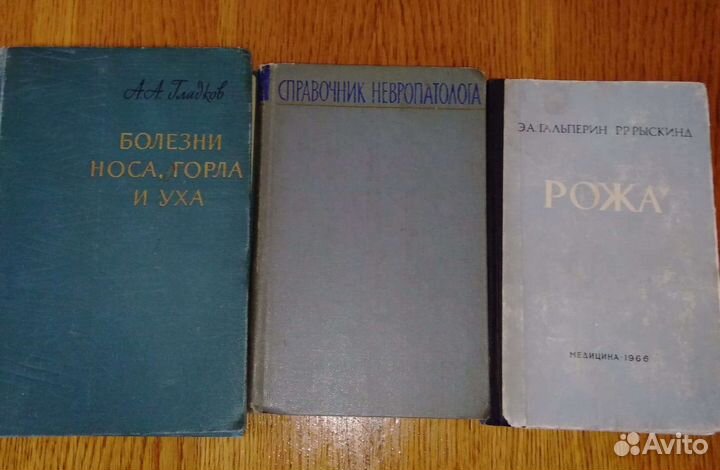 А.А. Гладков
БОЛЕЗНИ
НОСА, ГОРЛА
И УХА
СПРАВОЧНИК НЕВРОПАТОЛОГА
Э.А. ГАЛЬПЕРИН Р.Р. РЫСКИНД
РОЖА
МЕДИЦИНА · 1966
Avito